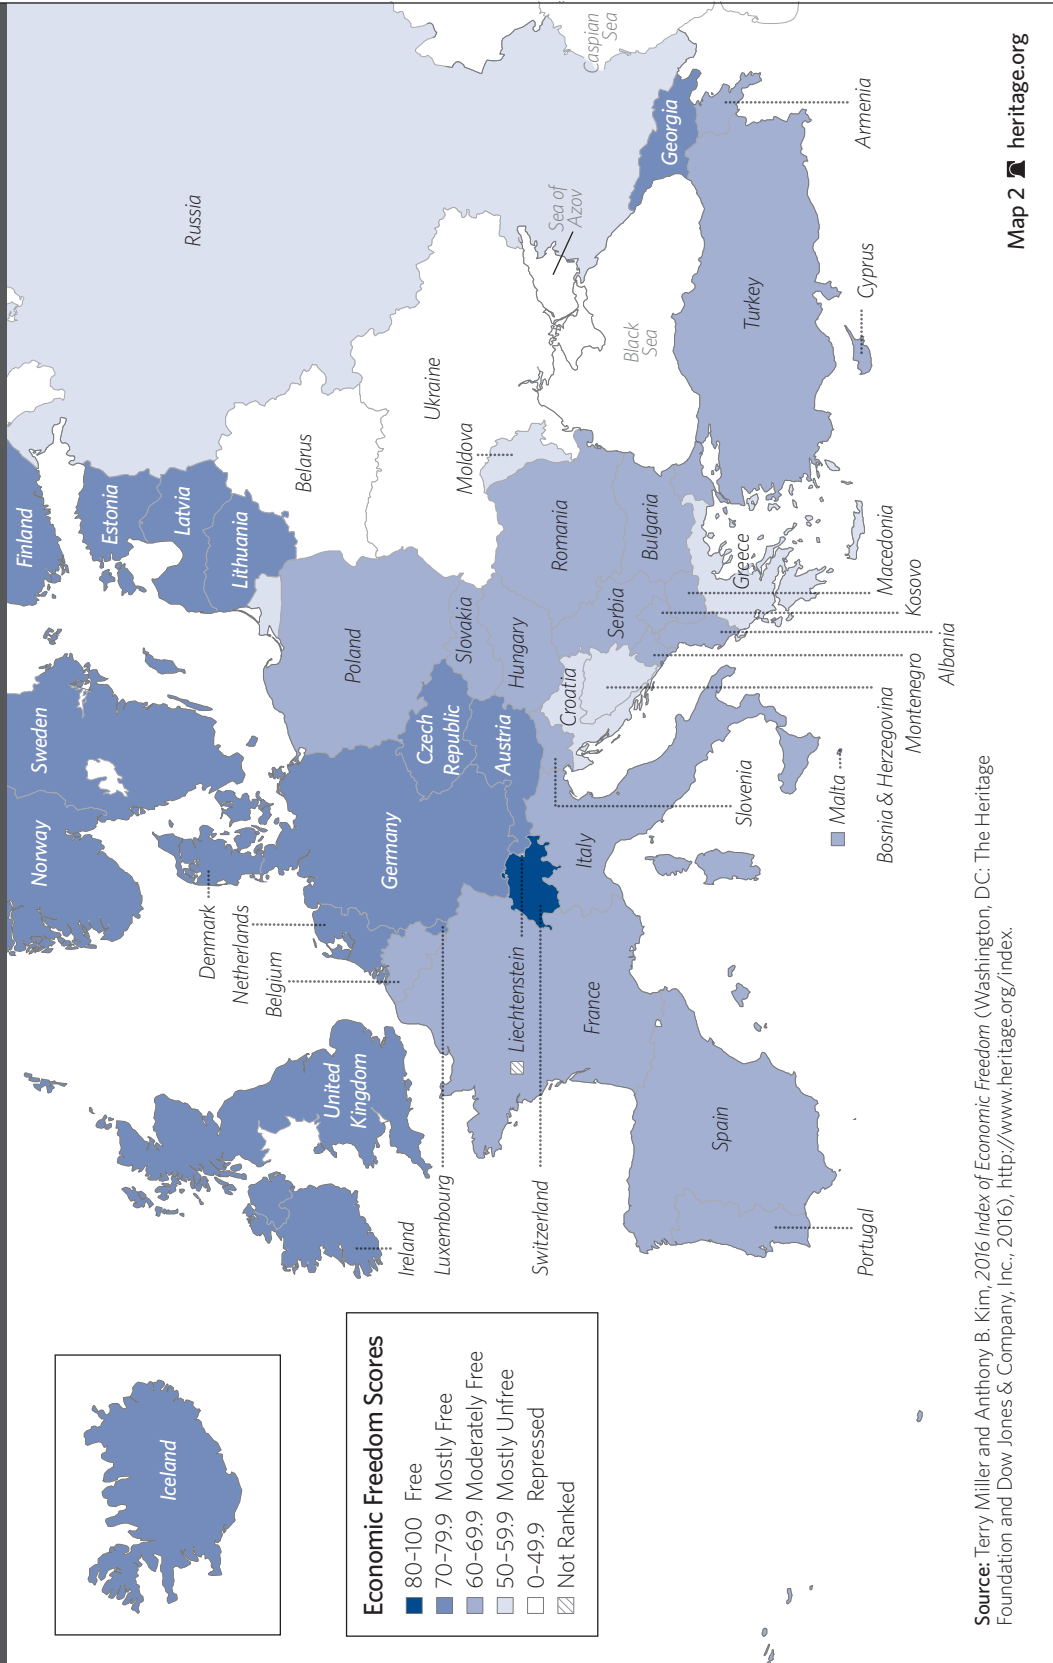 Iceland
Economic Freedom Scores
80–100 Free
70–79.9 Mostly Free
60–69.9 Moderately Free
50–59.9 Mostly Unfree
0–49.9 Repressed
Not Ranked
Norway
Sweden
Finland
Estonia
Latvia
Lithuania
Russia
Denmark
Netherlands
Belgium
United
Kingdom
Ireland
Luxembourg
Germany
Poland
Belarus
Ukraine
Czech
Republic
Slovakia
Moldova
Liechtenstein
Switzerland
Austria
Hungary
France
Italy
Croatia
Serbia
Romania
Bulgaria
Black
Sea
Sea of
Azov
Caspian
Sea
Georgia
Spain
Portugal
Slovenia
Greece
Turkey
Malta
Armenia
Cyprus
Bosnia & Herzegovina
Montenegro
Albania
Kosovo
Macedonia
Source: Terry Miller and Anthony B. Kim, 2016 Index of Economic Freedom (Washington, DC: The Heritage
Foundation and Dow Jones & Company, Inc., 2016), http://www.heritage.org/index.
Map 2 heritage.org